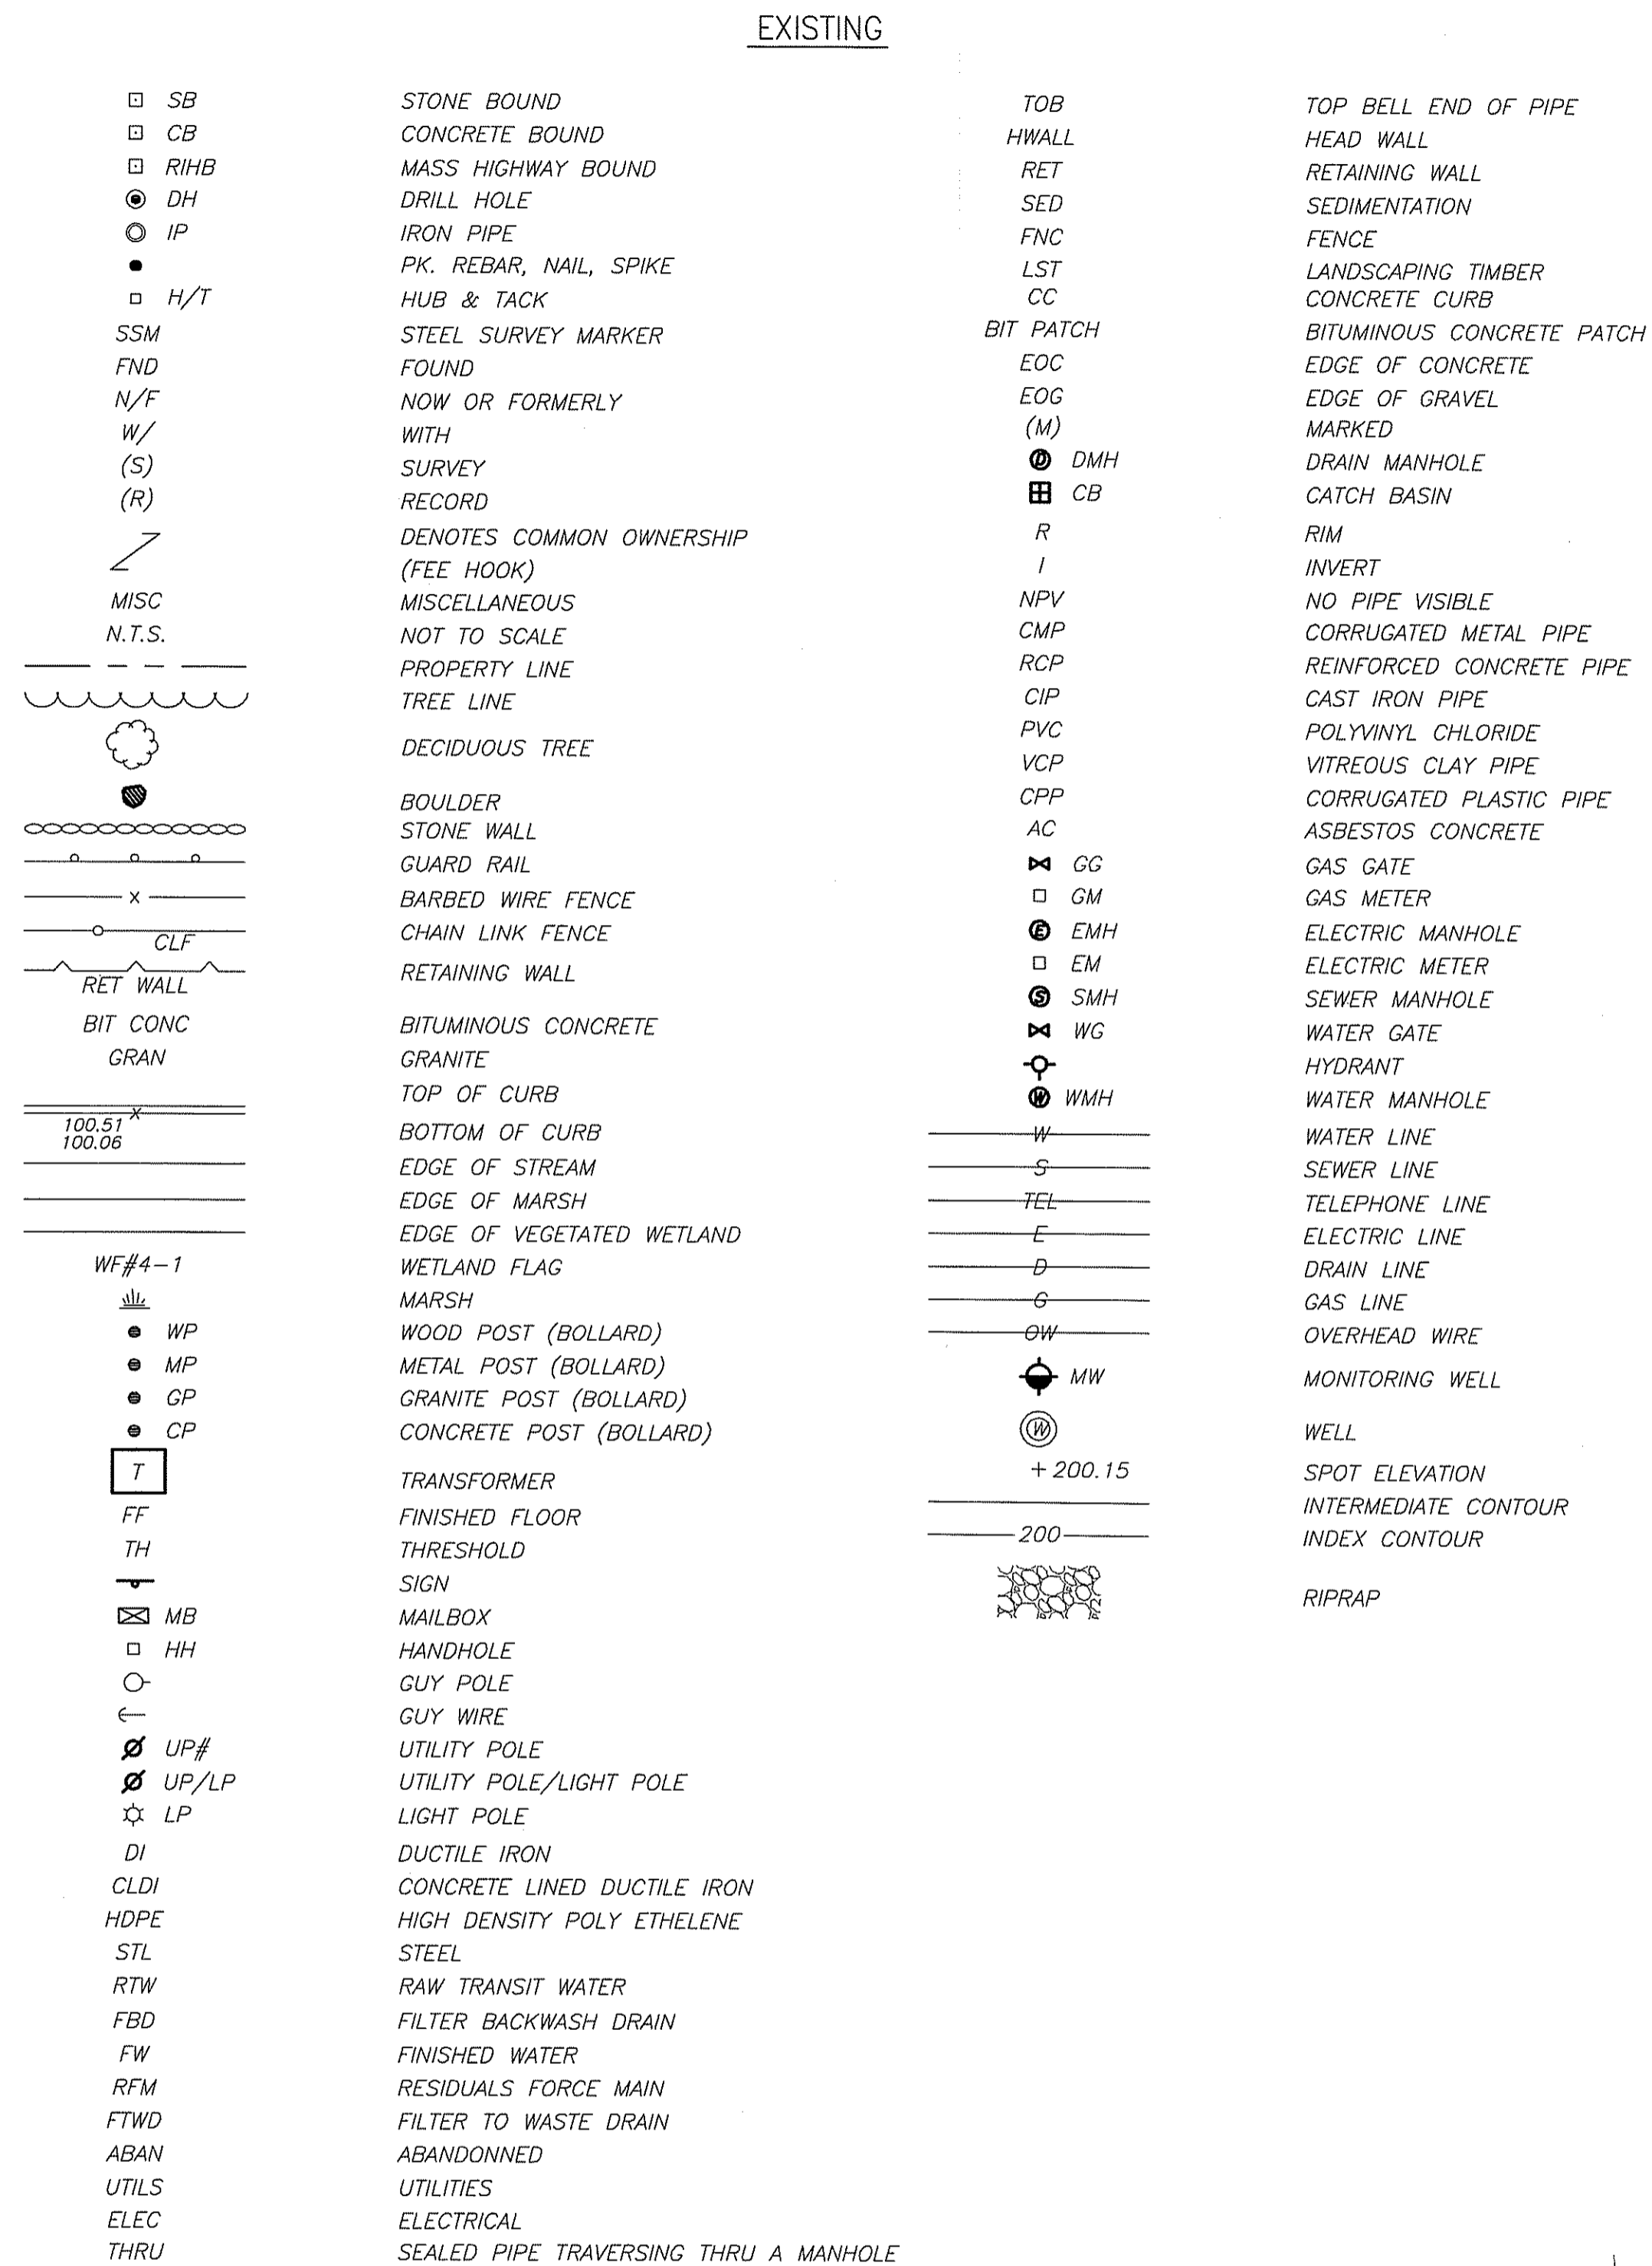 EXISTING
SB STONE BOUND
CB CONCRETE BOUND
RIHB MASS HIGHWAY BOUND
DH DRILL HOLE
IP IRON PIPE
PK. REBAR, NAIL, SPIKE
H/T HUB & TACK
SSM STEEL SURVEY MARKER
FND FOUND
N/F NOW OR FORMERLY
W/ WITH
(S) SURVEY
(R) RECORD
DENOTES COMMON OWNERSHIP
(FEE HOOK)
MISC MISCELLANEOUS
N.T.S. NOT TO SCALE
PROPERTY LINE
TREE LINE
DECIDUOUS TREE
BOULDER
STONE WALL
GUARD RAIL
X BARBED WIRE FENCE
CLF CHAIN LINK FENCE
RET WALL RETAINING WALL
BIT CONC BITUMINOUS CONCRETE
GRAN GRANITE
TOP OF CURB
X
100.51
100.06 BOTTOM OF CURB
EDGE OF STREAM
EDGE OF MARSH
EDGE OF VEGETATED WETLAND
WF#4-1 WETLAND FLAG
MARSH
WP WOOD POST (BOLLARD)
MP METAL POST (BOLLARD)
GP GRANITE POST (BOLLARD)
CP CONCRETE POST (BOLLARD)
T TRANSFORMER
FF FINISHED FLOOR
TH THRESHOLD
SIGN
MB MAILBOX
HH HANDHOLE
GUY POLE
GUY WIRE
UP# UTILITY POLE
UP/LP UTILITY POLE/LIGHT POLE
LP LIGHT POLE
DI DUCTILE IRON
CLDI CONCRETE LINED DUCTILE IRON
HDPE HIGH DENSITY POLY ETHELENE
STL STEEL
RTW RAW TRANSIT WATER
FBD FILTER BACKWASH DRAIN
FW FINISHED WATER
RFM RESIDUALS FORCE MAIN
FTWD FILTER TO WASTE DRAIN
ABAN ABANDONNED
UTILS UTILITIES
ELEC ELECTRICAL
THRU SEALED PIPE TRAVERSING THRU A MANHOLE
TOB TOP BELL END OF PIPE
HWALL HEAD WALL
RET RETAINING WALL
SED SEDIMENTATION
FNC FENCE
LST LANDSCAPING TIMBER
CC CONCRETE CURB
BIT PATCH BITUMINOUS CONCRETE PATCH
EOC EDGE OF CONCRETE
EOG EDGE OF GRAVEL
(M) MARKED
D DMH DRAIN MANHOLE
CB CATCH BASIN
R RIM
I INVERT
NPV NO PIPE VISIBLE
CMP CORRUGATED METAL PIPE
RCP REINFORCED CONCRETE PIPE
CIP CAST IRON PIPE
PVC POLYVINYL CHLORIDE
VCP VITREOUS CLAY PIPE
CPP CORRUGATED PLASTIC PIPE
AC ASBESTOS CONCRETE
GG GAS GATE
GM GAS METER
E EMH ELECTRIC MANHOLE
EM ELECTRIC METER
S SMH SEWER MANHOLE
WG WATER GATE
HYDRANT
W WMH WATER MANHOLE
W WATER LINE
S SEWER LINE
TEL TELEPHONE LINE
E ELECTRIC LINE
D DRAIN LINE
G GAS LINE
OW OVERHEAD WIRE
MW MONITORING WELL
W WELL
+200.15 SPOT ELEVATION
INTERMEDIATE CONTOUR
200 INDEX CONTOUR
RIPRAP